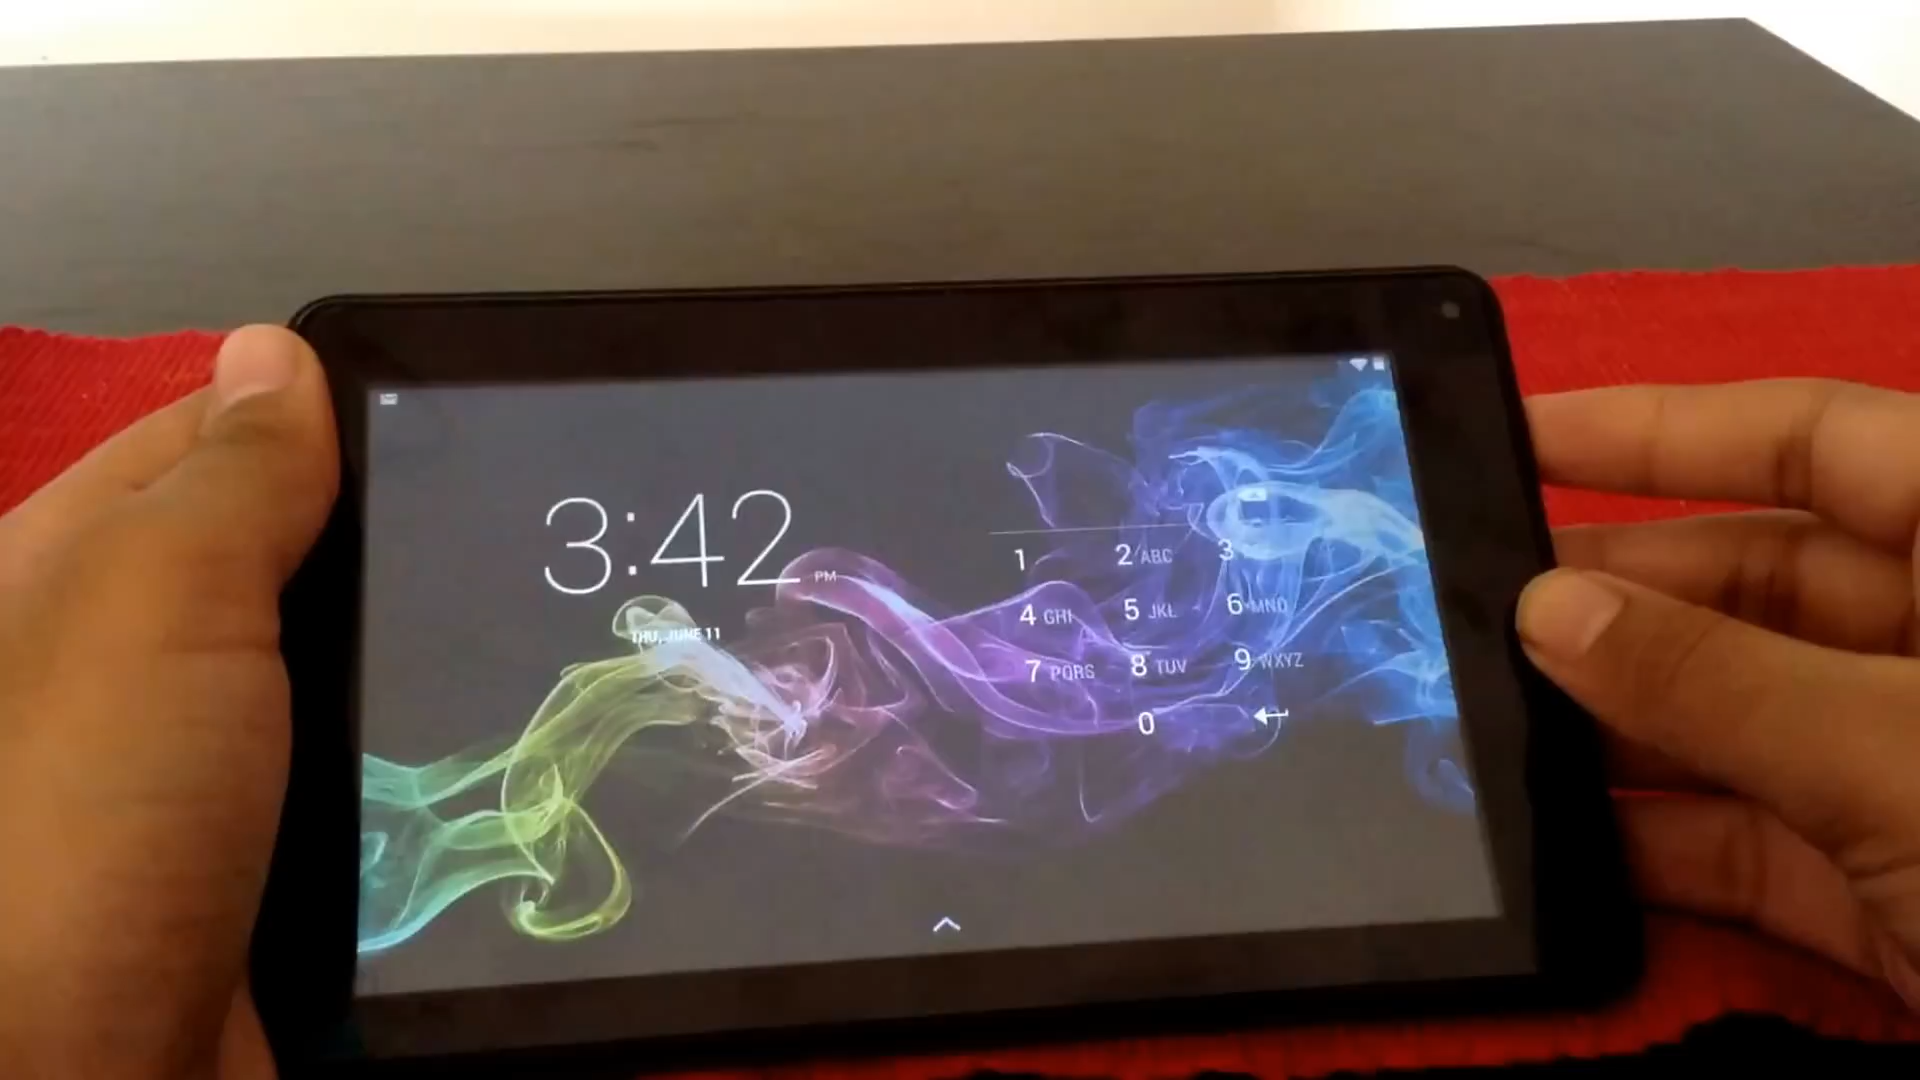 3:42 PM
THU, JUNE 11
1
2 ABC
3
4 GHI
5 JKL
6 MNO
7 PQRS
8 TUV
9 WXYZ
0